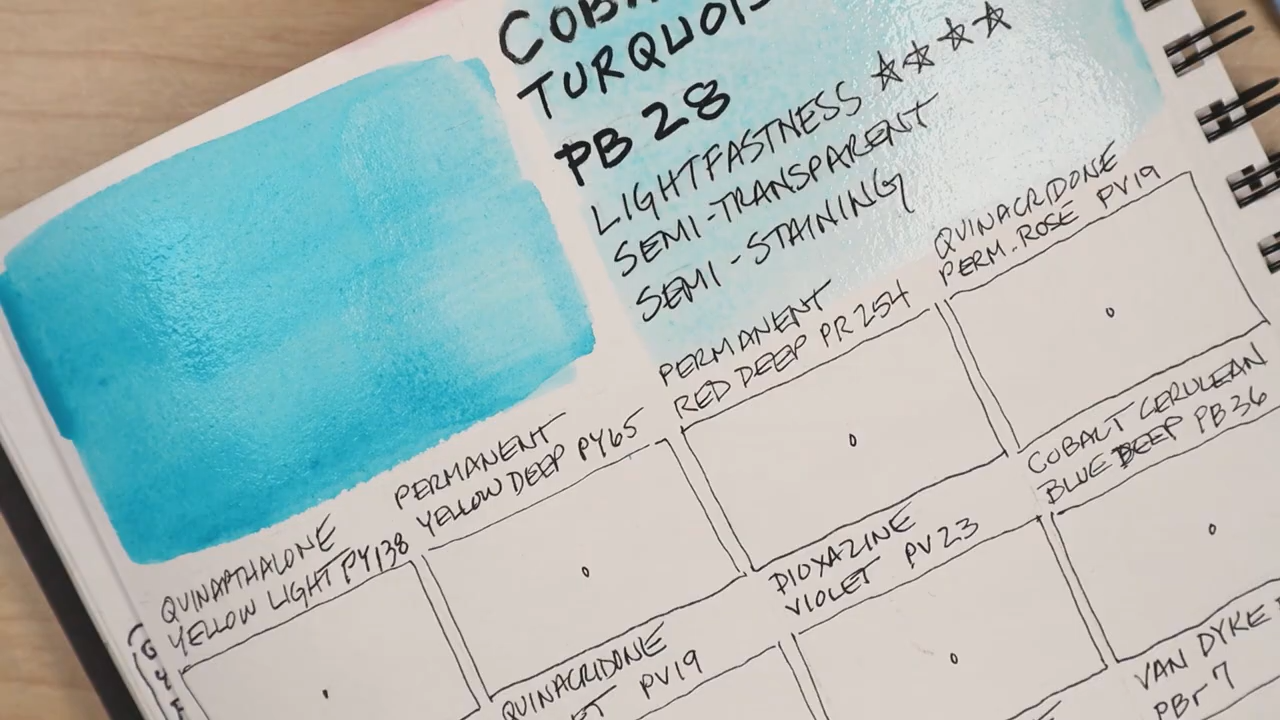 TURQUOIS
PB 28
LIGHTFASTNESS ☆☆☆☆
SEMI-TRANSPARENT
SEMI-STAINING
QUINACRIDONE
PERM. ROSE PV19
PERMANENT
RED DEEP PR254
PERMANENT
YELLOW DEEP PY65
QUINAPTHALONE
YELLOW LIGHT PY138
COBALT CERULEAN
BLUE DEEP PB36
DIOXAZINE
VIOLET PV23
QUINACRIDONE
PV19
VAN DYKE
PBr7